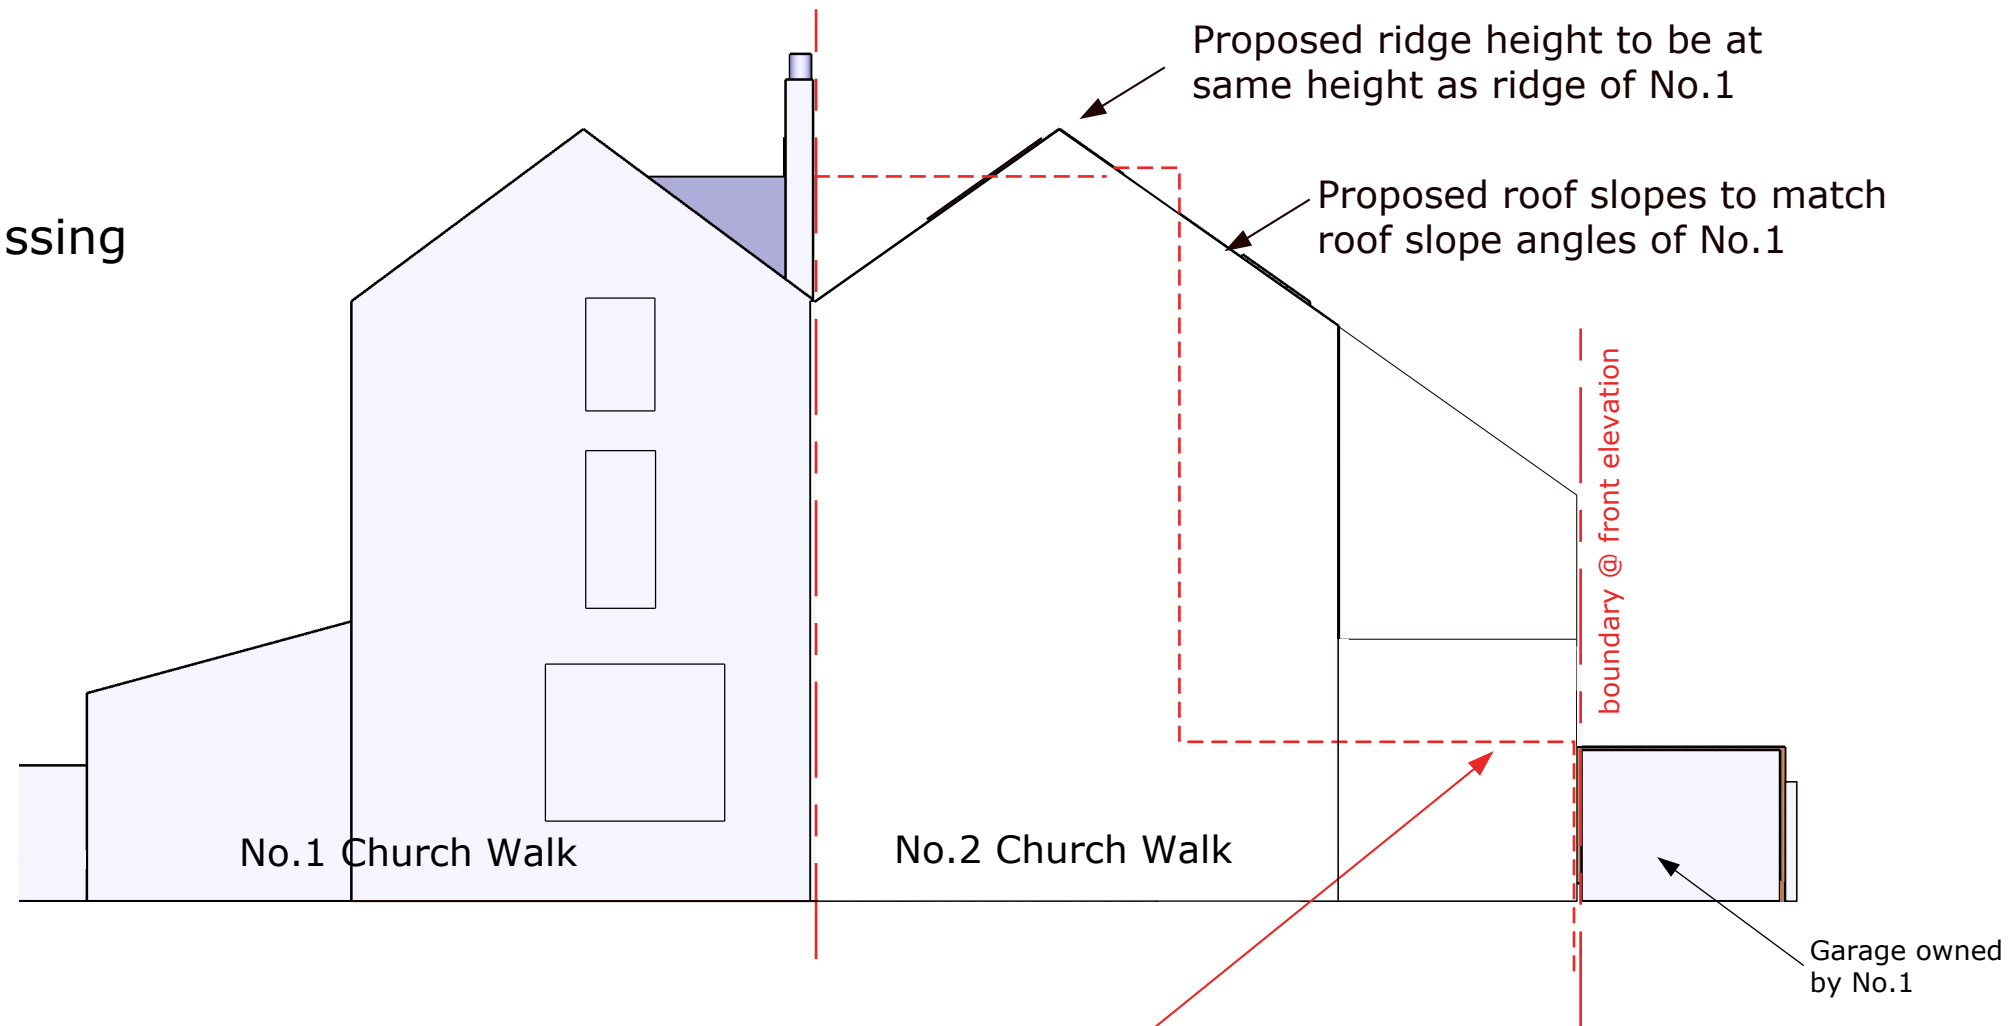 Proposed ridge height to be at
same height as ridge of No.1
Proposed roof slopes to match
roof slope angles of No.1
ssing
boundary @ front elevation
No.1 Church Walk
No.2 Church Walk
Garage owned
by No.1